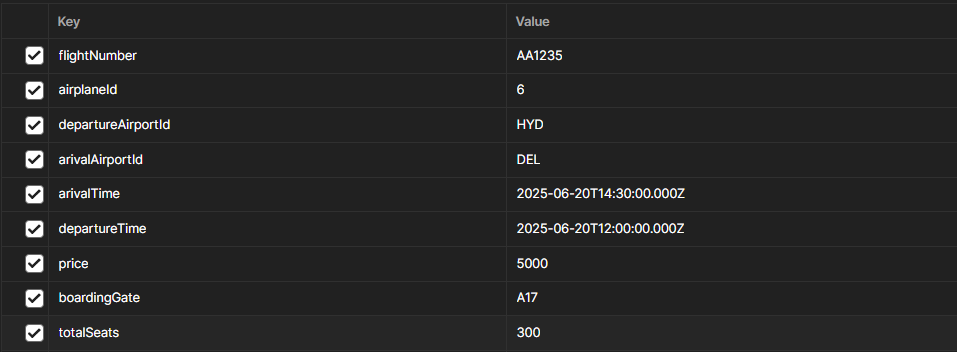 Key Value
flightNumber AA1235
airplaneId 6
departureAirportId HYD
arivalAirportId DEL
arivalTime 2025-06-20T14:30:00.000Z
departureTime 2025-06-20T12:00:00.000Z
price 5000
boardingGate A17
totalSeats 300